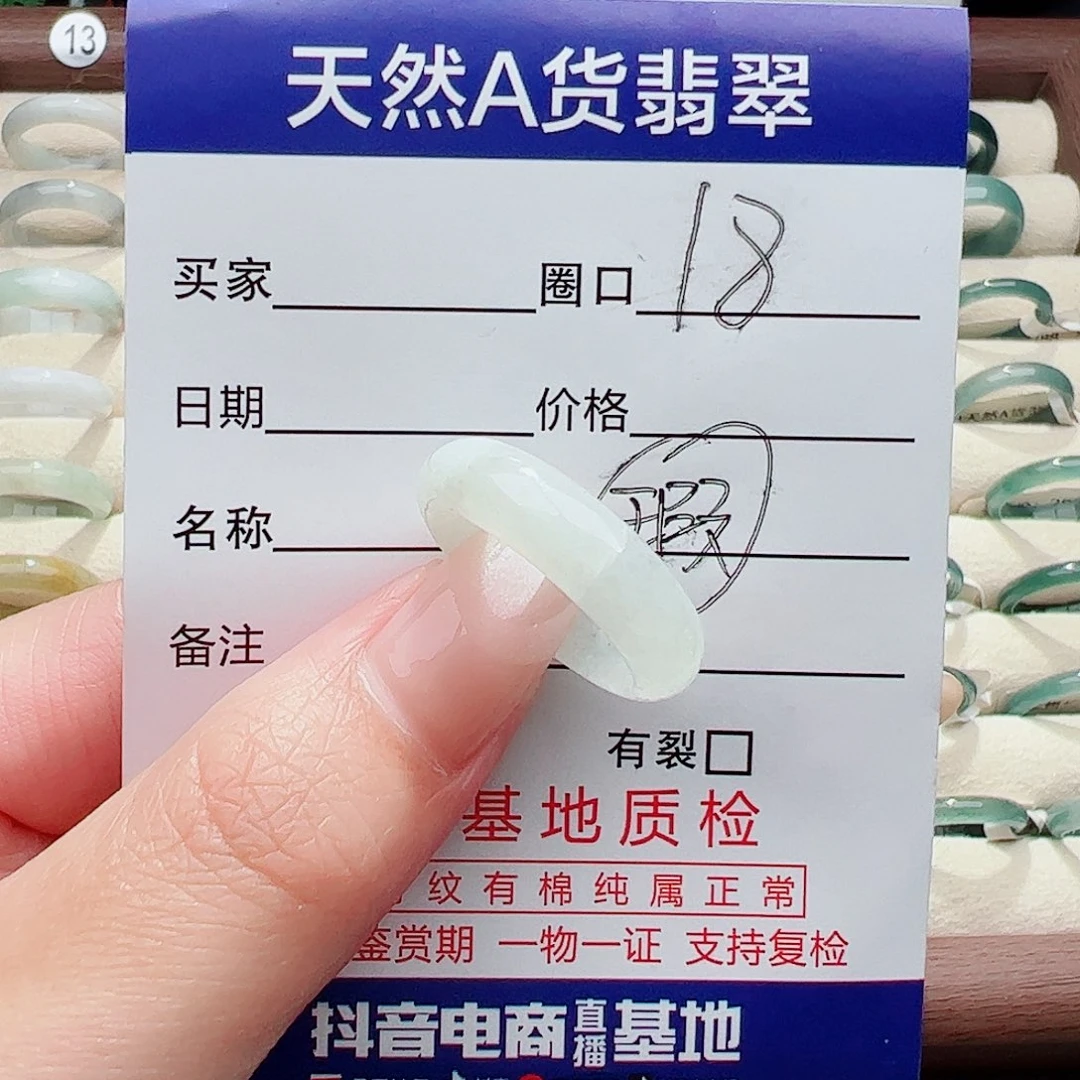 13
天然A货翡翠
买家 圈口 18
日期 价格
名称 瑕
备注
有裂
基地质检
纹有棉纯属正常
鉴赏期 一物一证 支持复检
抖音电商直播基地